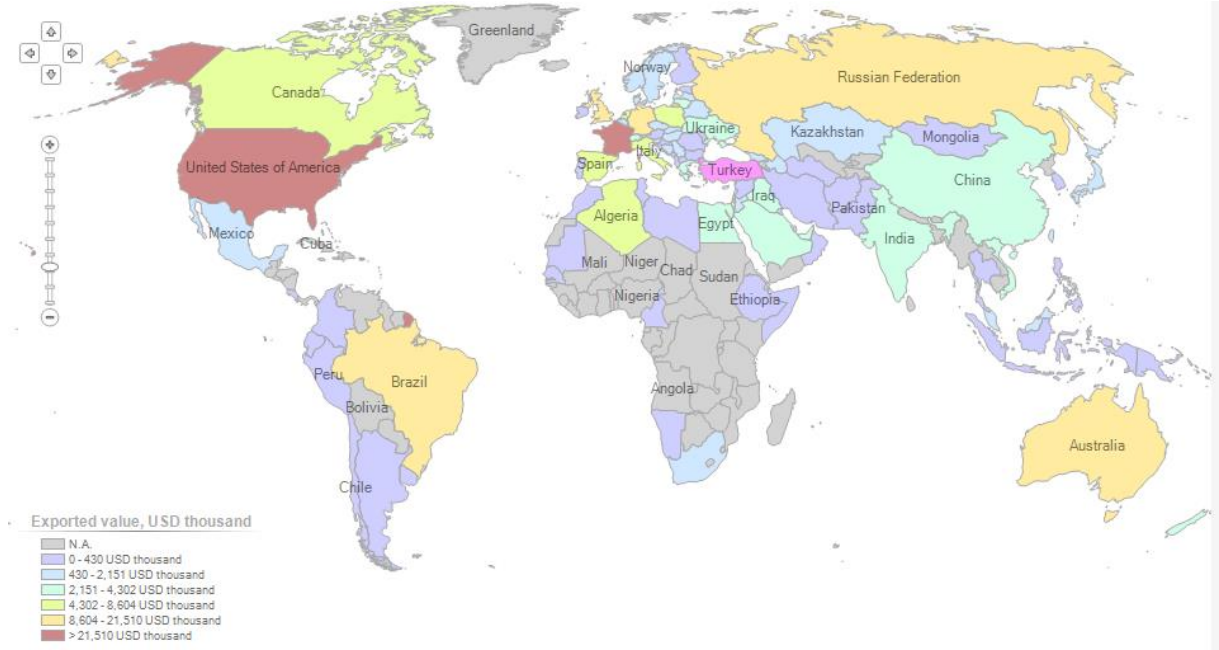 Greenland
Norway
Russian Federation
Canada
Ukraine
Kazakhstan
Mongolia
Italy
Spain
United States of America
Turkey
China
Iraq
Pakistan
Algeria
Egypt
Mexico
Cuba
India
Mali
Niger
Chad
Sudan
Nigeria
Ethiopia
Peru
Brazil
Angola
Bolivia
Australia
Chile
Exported value, USD thousand
N.A.
0 - 430 USD thousand
430 - 2,151 USD thousand
2,151 - 4,302 USD thousand
4,302 - 8,604 USD thousand
8,604 - 21,510 USD thousand
> 21,510 USD thousand